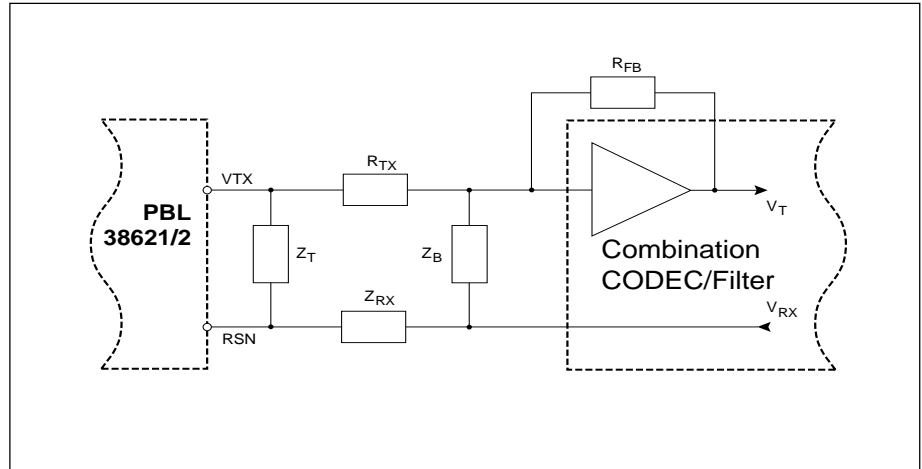 R_FB
R_TX
VTX
V_T
PBL
38621/2
Z_T
Z_B
Combination
CODEC/Filter
Z_RX
V_RX
RSN